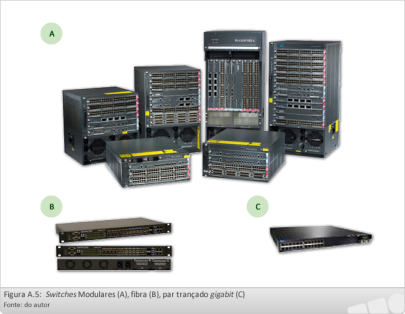 A
B
C
Figura A.5: Switches Modulares (A), fibra (B), par trançado gigabit (C)
Fonte: do autor